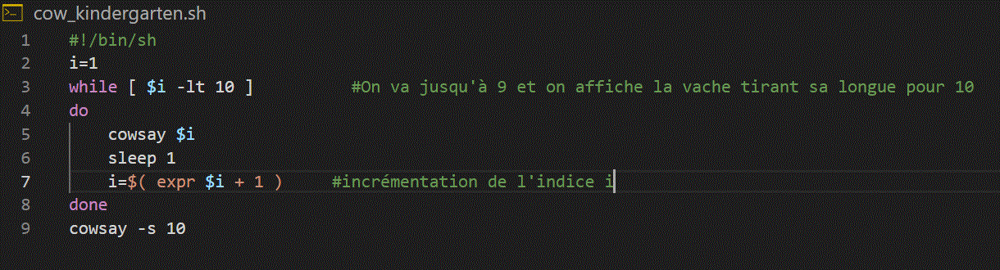 cow_kindergarten.sh
1 #!/bin/sh
2 i=1
3 while [ $i -lt 10 ] #On va jusqu'à 9 et on affiche la vache tirant sa longue pour 10
4 do
5 cowsay $i
6 sleep 1
7 i=$( expr $i + 1 ) #incrémentation de l'indice i
8 done
9 cowsay -s 10